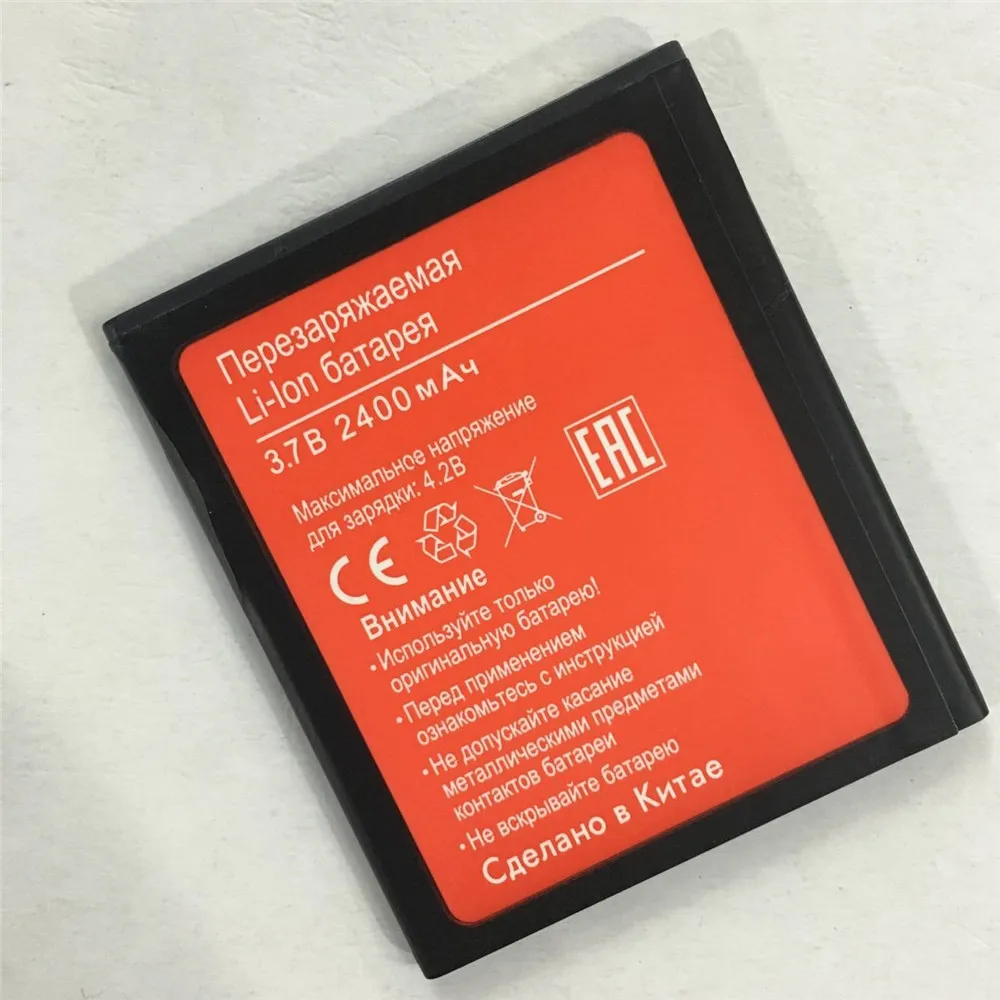 Перезаряжаемая
Li-Ion батарея
3.7В 2400 мАч
Максимальное напряжение
для зарядки: 4.2В
CE
EAC
Внимание
•Используйте только
оригинальную батарею!
•Перед применением
ознакомьтесь с инструкцией
•Не допускайте касание
металлическими предметами
контактов батареи
•Не вскрывайте батарею
Сделано в Китае